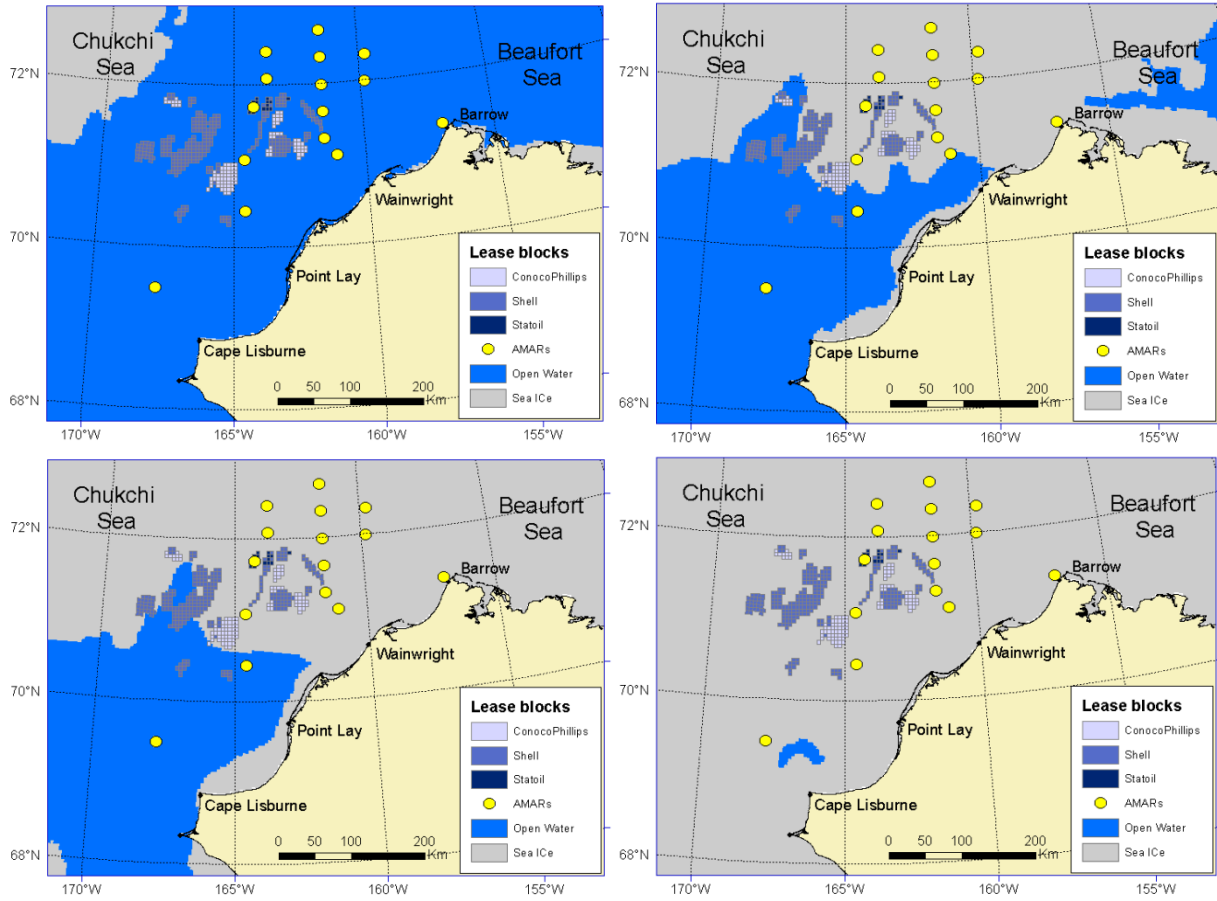 Chukchi
Sea
Beaufort
Sea
72°N
70°N
68°N
Barrow
Wainwright
Point Lay
Cape Lisburne
Lease blocks
ConocoPhillips
Shell
Statoil
AMARs
Open Water
Sea ICe
0 50 100 200
Km
170°W 165°W 160°W 155°W
Chukchi
Sea
Beaufort
Sea
72°N
70°N
68°N
Barrow
Wainwright
Point Lay
Cape Lisburne
Lease blocks
ConocoPhillips
Shell
Statoil
AMARs
Open Water
Sea ICe
0 50 100 200
Km
170°W 165°W 160°W 155°W
Chukchi
Sea
Beaufort
Sea
72°N
70°N
68°N
Barrow
Wainwright
Point Lay
Cape Lisburne
Lease blocks
ConocoPhillips
Shell
Statoil
AMARs
Open Water
Sea ICe
0 50 100 200
Km
170°W 165°W 160°W 155°W
Chukchi
Sea
Beaufort
Sea
72°N
70°N
68°N
Barrow
Wainwright
Point Lay
Cape Lisburne
Lease blocks
ConocoPhillips
Shell
Statoil
AMARs
Open Water
Sea ICe
0 50 100 200
Km
170°W 165°W 160°W 155°W